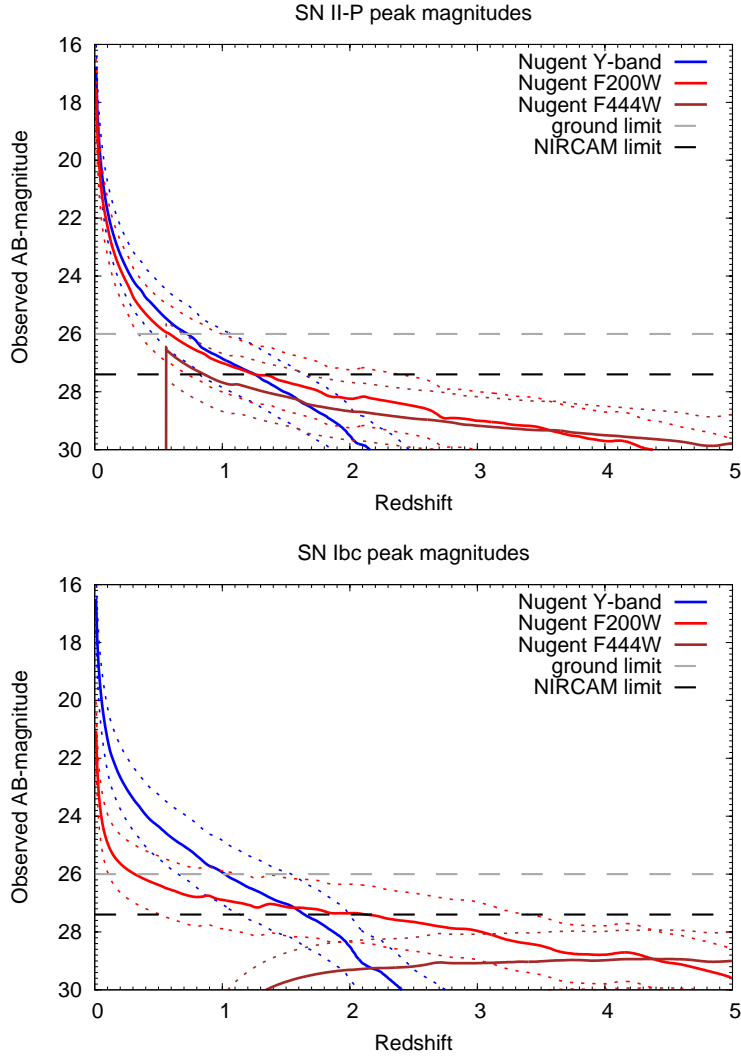 SN II-P peak magnitudes
16
18
20
22
24
26
28
30
Observed AB-magnitude
Nugent Y-band
Nugent F200W
Nugent F444W
ground limit
NIRCAM limit
0 1 2 3 4 5
Redshift
SN Ibc peak magnitudes
16
18
20
22
24
26
28
30
Observed AB-magnitude
Nugent Y-band
Nugent F200W
Nugent F444W
ground limit
NIRCAM limit
0 1 2 3 4 5
Redshift